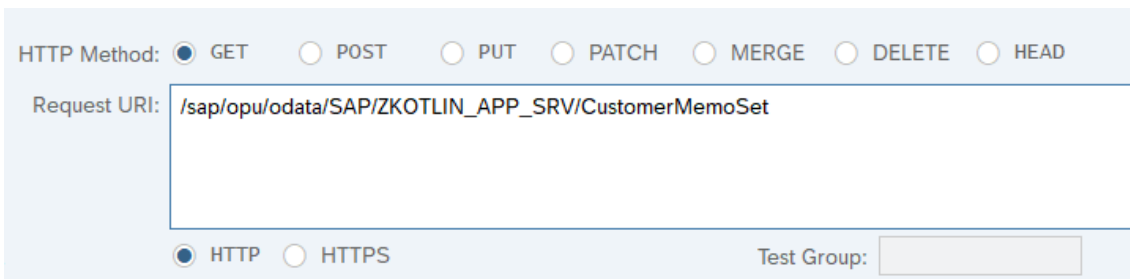 HTTP Method: GET POST PUT PATCH MERGE DELETE HEAD
Request URI: /sap/opu/odata/SAP/ZKOTLIN_APP_SRV/CustomerMemoSet
HTTP HTTPS Test Group: